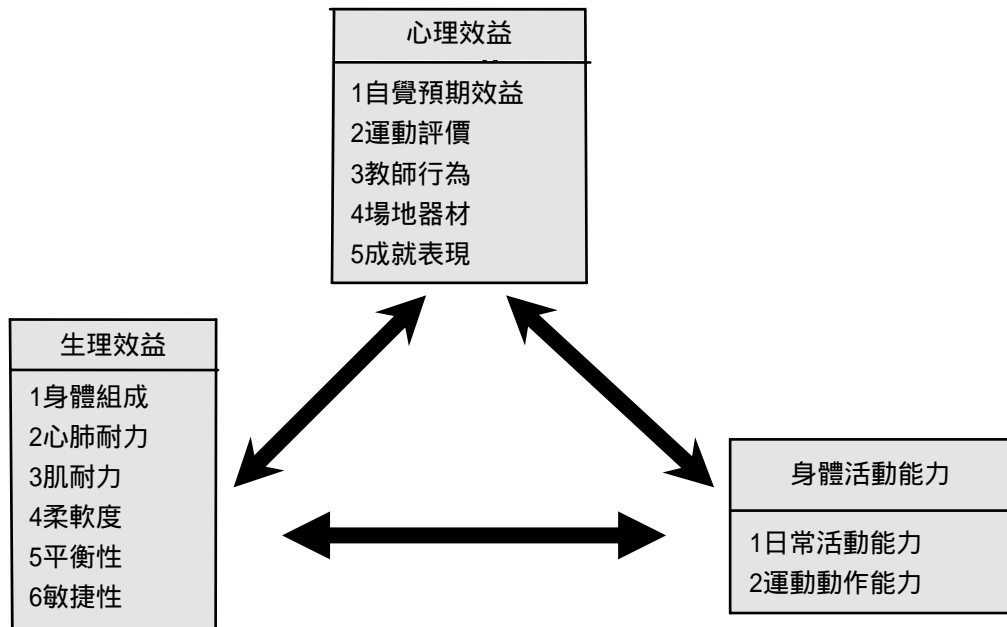 心理效益
1自覺預期效益
2運動評價
3教師行為
4場地器材
5成就表現
生理效益
1身體組成
2心肺耐力
3肌耐力
4柔軟度
5平衡性
6敏捷性
身體活動能力
1日常活動能力
2運動動作能力